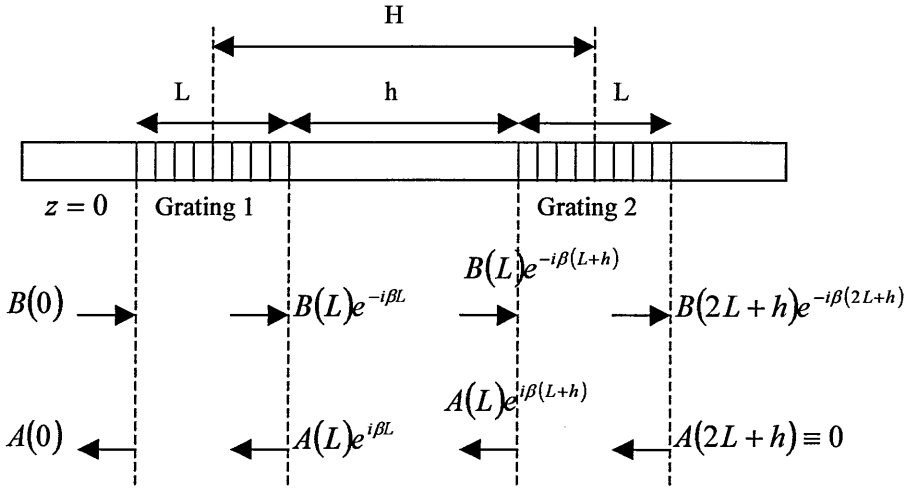 H
L
h
L
z = 0
Grating 1
Grating 2
B(0)
B(L)e^{-iβL}
B(L)e^{-iβ(L+h)}
B(2L + h)e^{-iβ(2L+h)}
A(0)
A(L)e^{iβL}
A(L)e^{iβ(L+h)}
A(2L + h) ≡ 0